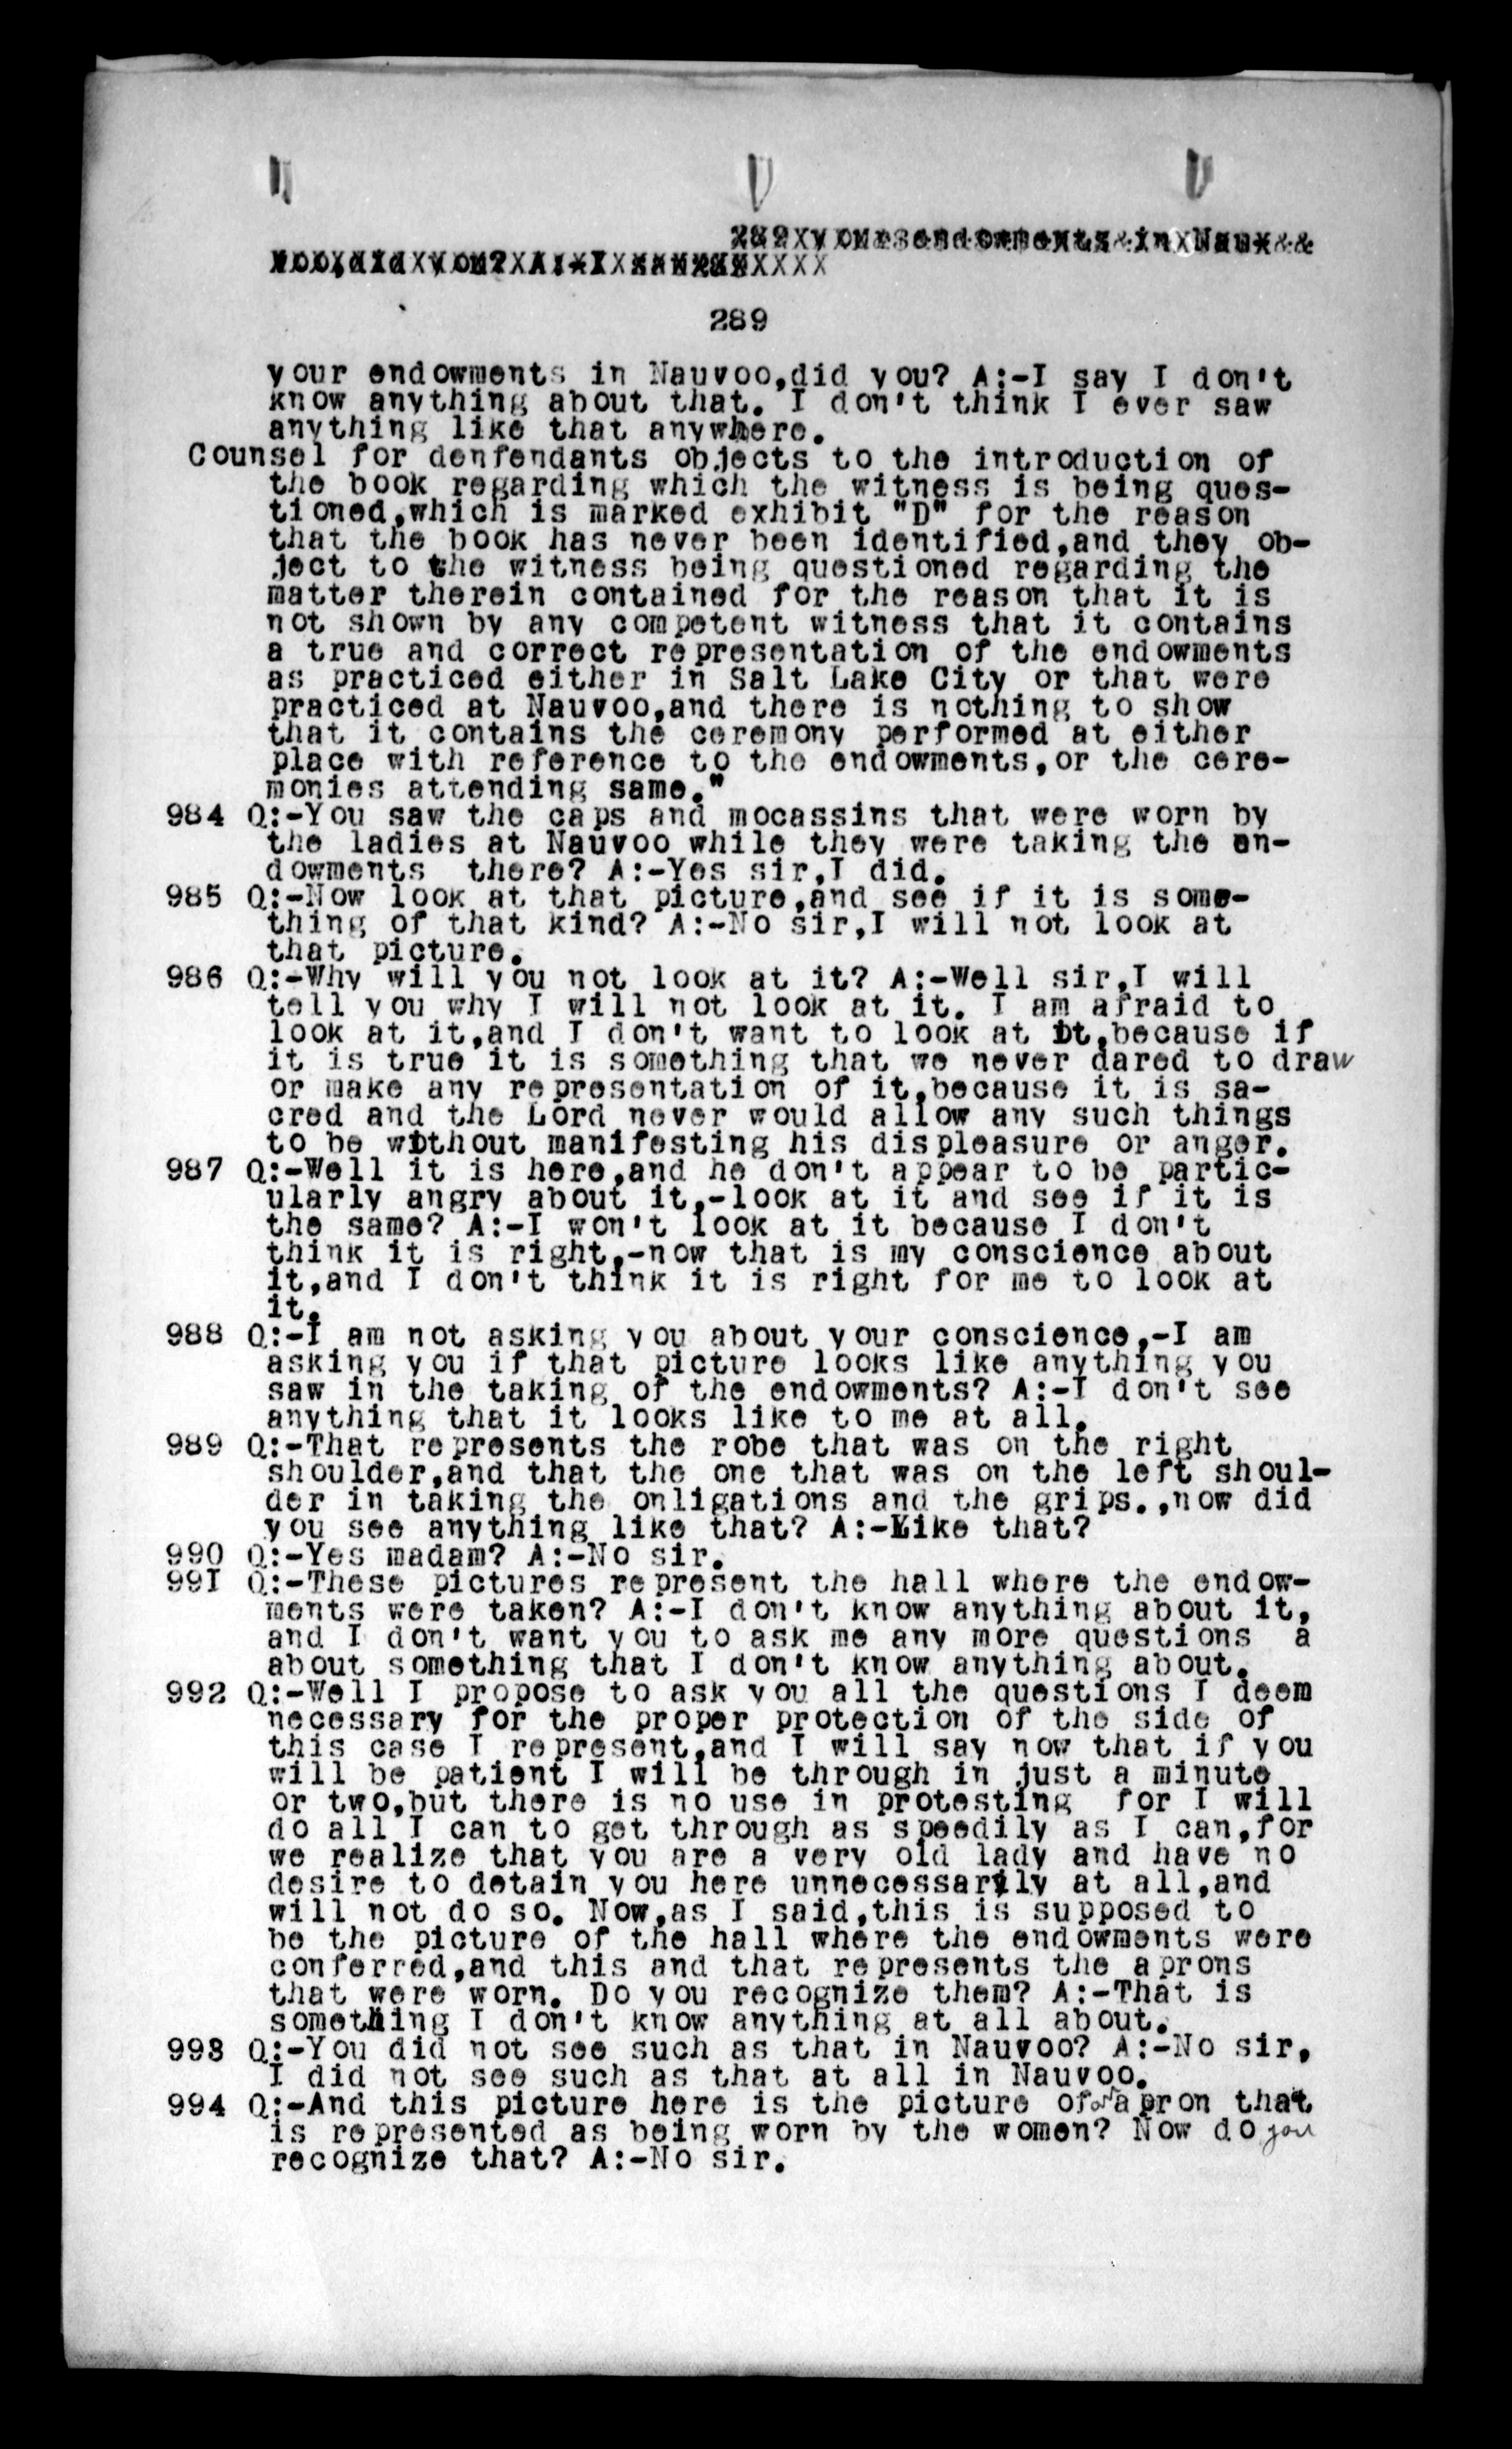 289
your endowments in Nauvoo,did you? A:-I say I don't
know anything about that. I don't think I ever saw
anything like that anywhere.
Counsel for denfendants objects to the introduction of
the book regarding which the witness is being ques-
tioned,which is marked exhibit "D" for the reason
that the book has never been identified,and they ob-
ject to the witness being questioned regarding the
matter therein contained for the reason that it is
not shown by any competent witness that it contains
a true and correct representation of the endowments
as practiced either in Salt Lake City or that were
practiced at Nauvoo,and there is nothing to show
that it contains the ceremony performed at either
place with reference to the endowments,or the cere-
monies attending same."
984 Q:-You saw the caps and mocassins that were worn by
the ladies at Nauvoo while they were taking the en-
dowments there? A:-Yes sir,I did.
985 Q:-Now look at that picture,and see if it is some-
thing of that kind? A:-No sir,I will not look at
that picture.
986 Q:-Why will you not look at it? A:-Well sir,I will
tell you why I will not look at it. I am afraid to
look at it,and I don't want to look at it,because if
it is true it is something that we never dared to draw
or make any representation of it,because it is sa-
cred and the Lord never would allow any such things
to be without manifesting his displeasure or anger.
987 Q:-Well it is here,and he don't appear to be partic-
ularly angry about it,-look at it and see if it is
the same? A:-I won't look at it because I don't
think it is right,-now that is my conscience about
it,and I don't think it is right for me to look at
it.
988 Q:-I am not asking you about your conscience,-I am
asking you if that picture looks like anything you
saw in the taking of the endowments? A:-I don't see
anything that it looks like to me at all.
989 Q:-That represents the robe that was on the right
shoulder,and that the one that was on the left shoul-
der in taking the onligations and the grips.,now did
you see anything like that? A:-Like that?
990 Q:-Yes madam? A:-No sir.
991 Q:-These pictures represent the hall where the endow-
ments were taken? A:-I don't know anything about it,
and I don't want you to ask me any more questions a
about something that I don't know anything about.
992 Q:-Well I propose to ask you all the questions I deem
necessary for the proper protection of the side of
this case I represent,and I will say now that if you
will be patient I will be through in just a minute
or two,but there is no use in protesting for I will
do all I can to get through as speedily as I can,for
we realize that you are a very old lady and have no
desire to detain you here unnecessarily at all,and
will not do so. Now,as I said,this is supposed to
be the picture of the hall where the endowments were
conferred,and this and that represents the aprons
that were worn. Do you recognize them? A:-That is
something I don't know anything at all about.
993 Q:-You did not see such as that in Nauvoo? A:-No sir,
I did not see such as that at all in Nauvoo.
994 Q:-And this picture here is the picture of apron that
is represented as being worn by the women? Now do you
recognize that? A:-No sir.